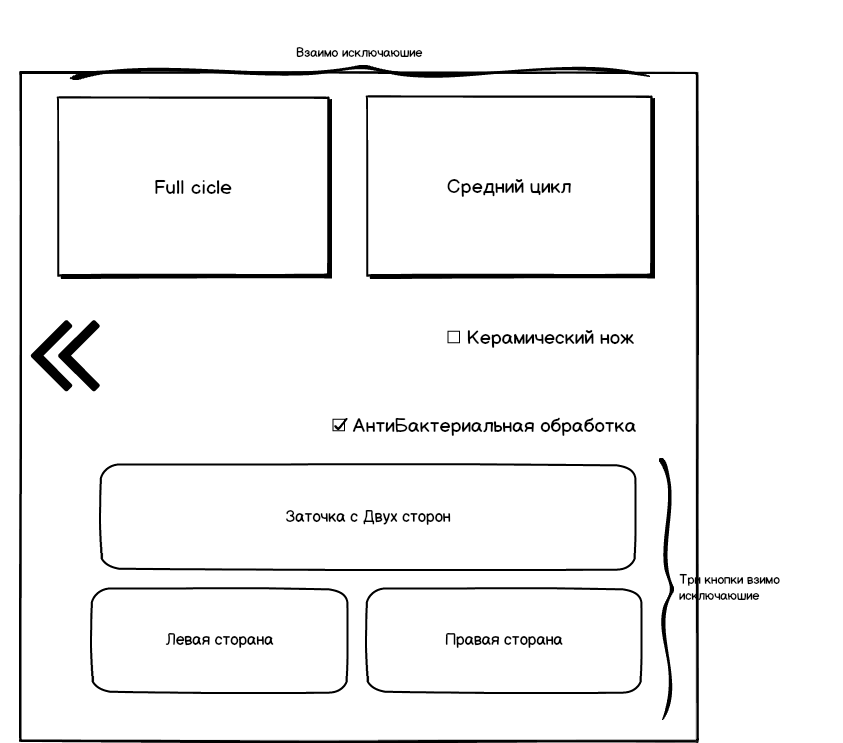 Взаимо исключаюшие
Full cicle
Средний цикл
Керамический нож
АнтиБактериальная обработка
Заточка с Двух сторон
Три кнопки взимо
исключаюшие
Левая сторана
Правая сторана